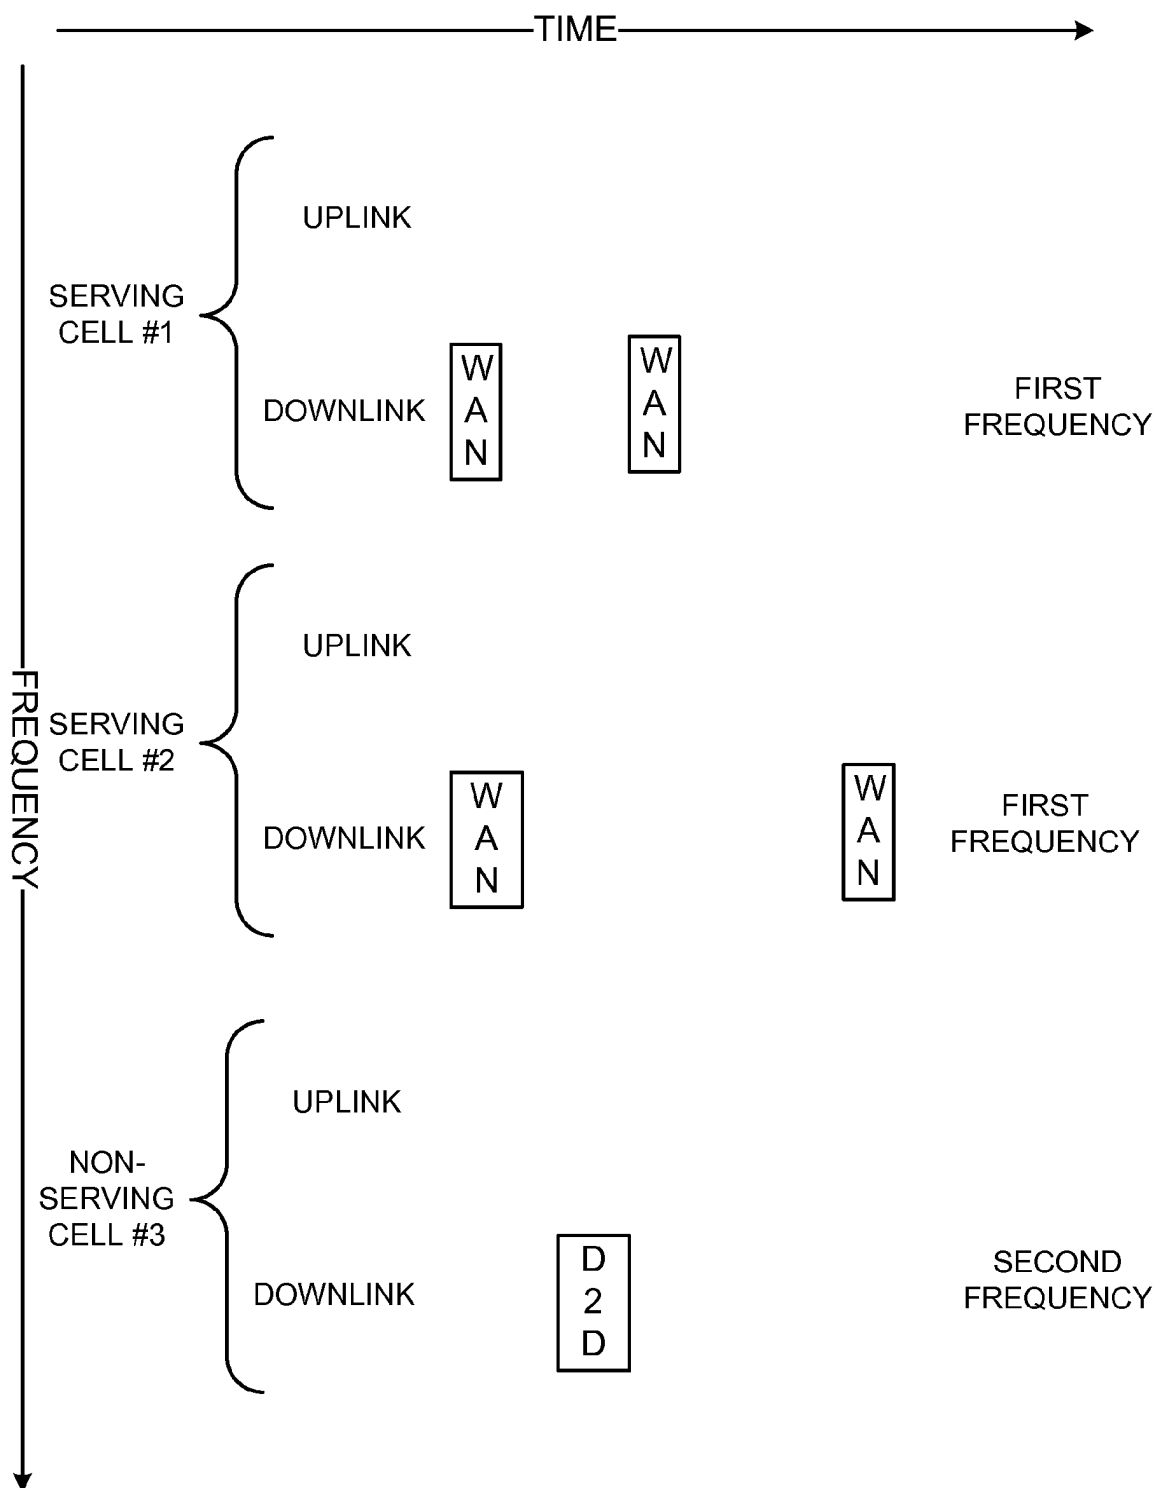 TIME
UPLINK
SERVING
CELL #1
DOWNLINK
W
A
N
W
A
N
FIRST
FREQUENCY
UPLINK
FREQUENCY
SERVING
CELL #2
DOWNLINK
W
A
N
W
A
N
FIRST
FREQUENCY
UPLINK
NON-
SERVING
CELL #3
DOWNLINK
D
2
D
SECOND
FREQUENCY